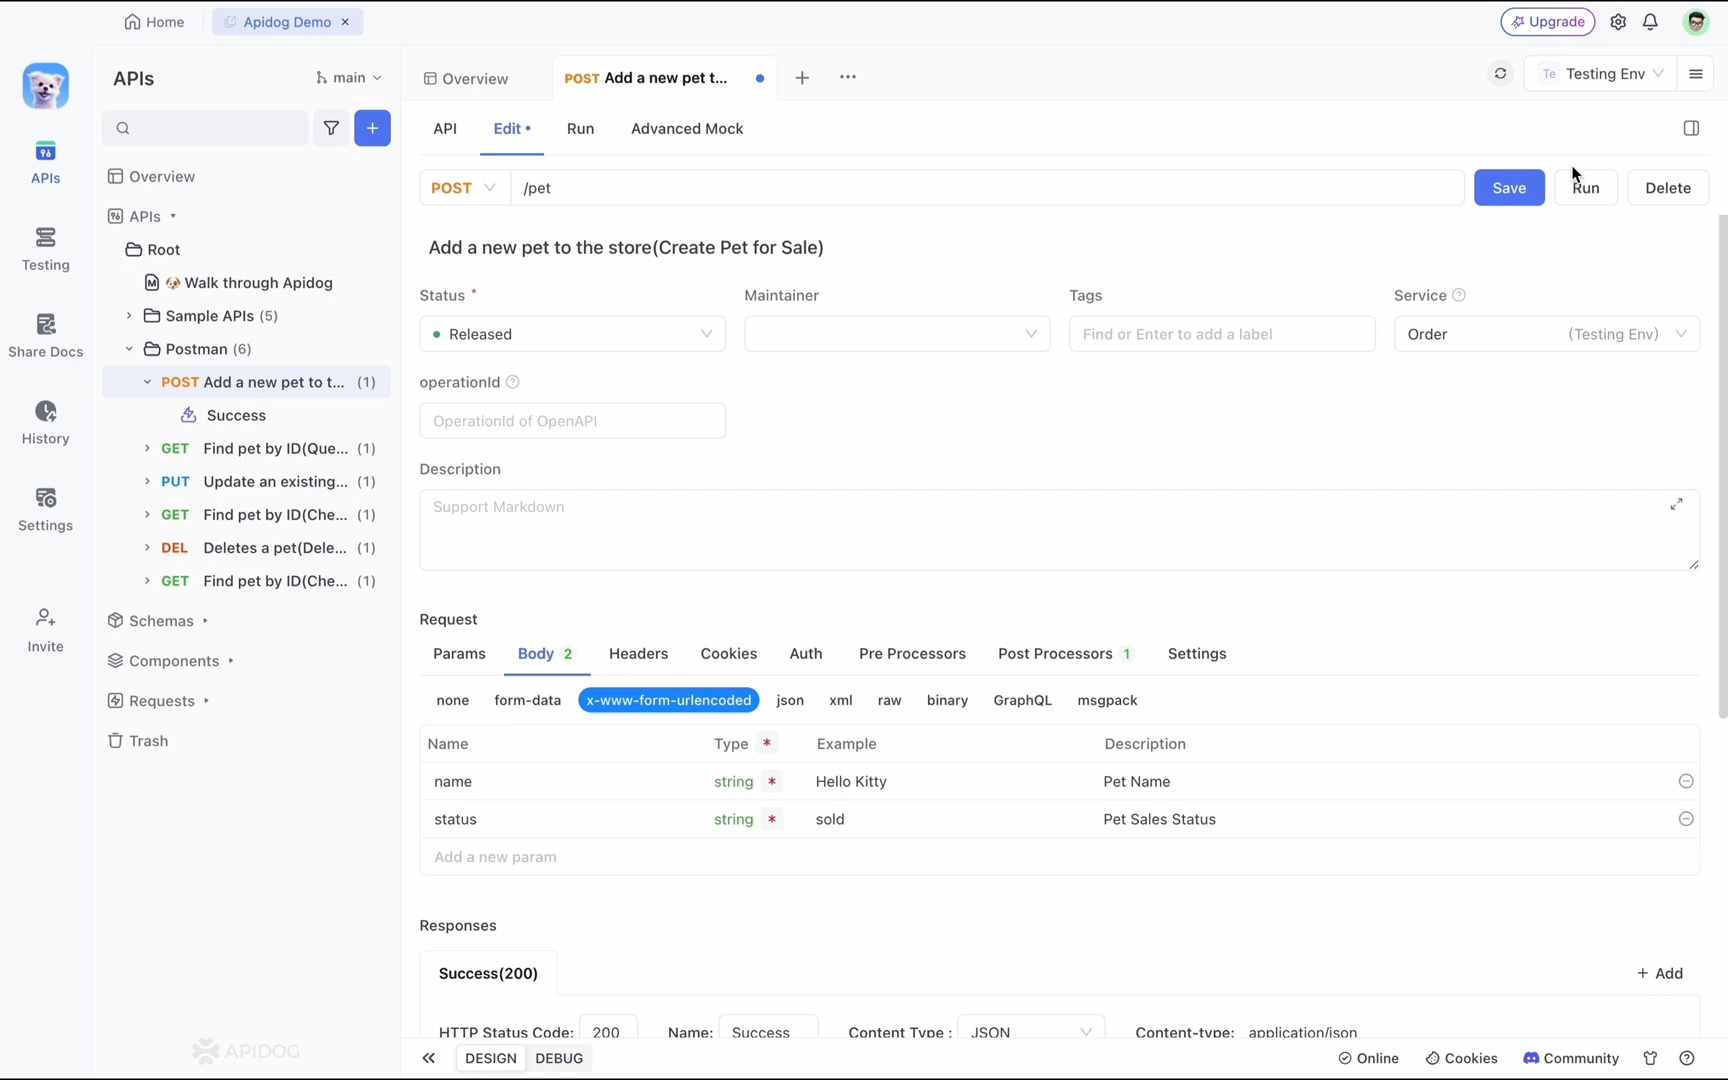 Home
Apidog Demo
Upgrade
APIs
main
Overview
POST Add a new pet t...
Te Testing Env
APIs
Testing
Share Docs
History
Settings
Invite
Overview
APIs
Root
🐶 Walk through Apidog
Sample APIs (5)
Postman (6)
POST Add a new pet to t... (1)
Success
GET Find pet by ID(Que... (1)
PUT Update an existing... (1)
GET Find pet by ID(Che... (1)
DEL Deletes a pet(Dele... (1)
GET Find pet by ID(Che... (1)
Schemas
Components
Requests
Trash
APIDOG
API Edit Run Advanced Mock
POST /pet Save Run Delete
Add a new pet to the store(Create Pet for Sale)
Status * Maintainer Tags Service
Released Find or Enter to add a label Order (Testing Env)
operationId
OperationId of OpenAPI
Description
Support Markdown
Request
Params Body 2 Headers Cookies Auth Pre Processors Post Processors 1 Settings
none form-data x-www-form-urlencoded json xml raw binary GraphQL msgpack
Name Type * Example Description
name string * Hello Kitty Pet Name
status string * sold Pet Sales Status
Add a new param
Responses
Success(200) + Add
HTTP Status Code: 200 Name: Success Content Type : JSON Content-type: application/json
DESIGN DEBUG Online Cookies Community